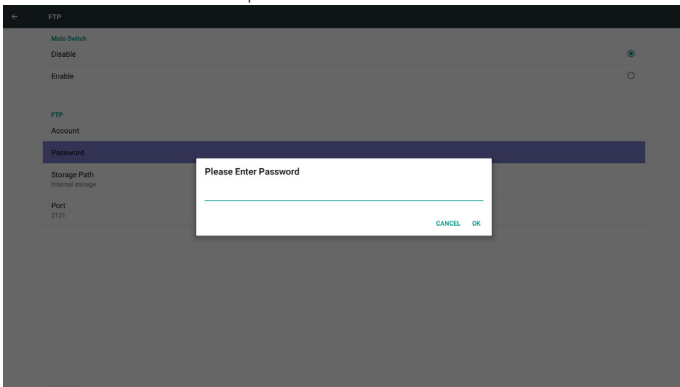 FTP
Main Switch
Disable
Enable
FTP
Account
Password
Storage Path
Internal storage
Port
2121
Please Enter Password
CANCEL OK